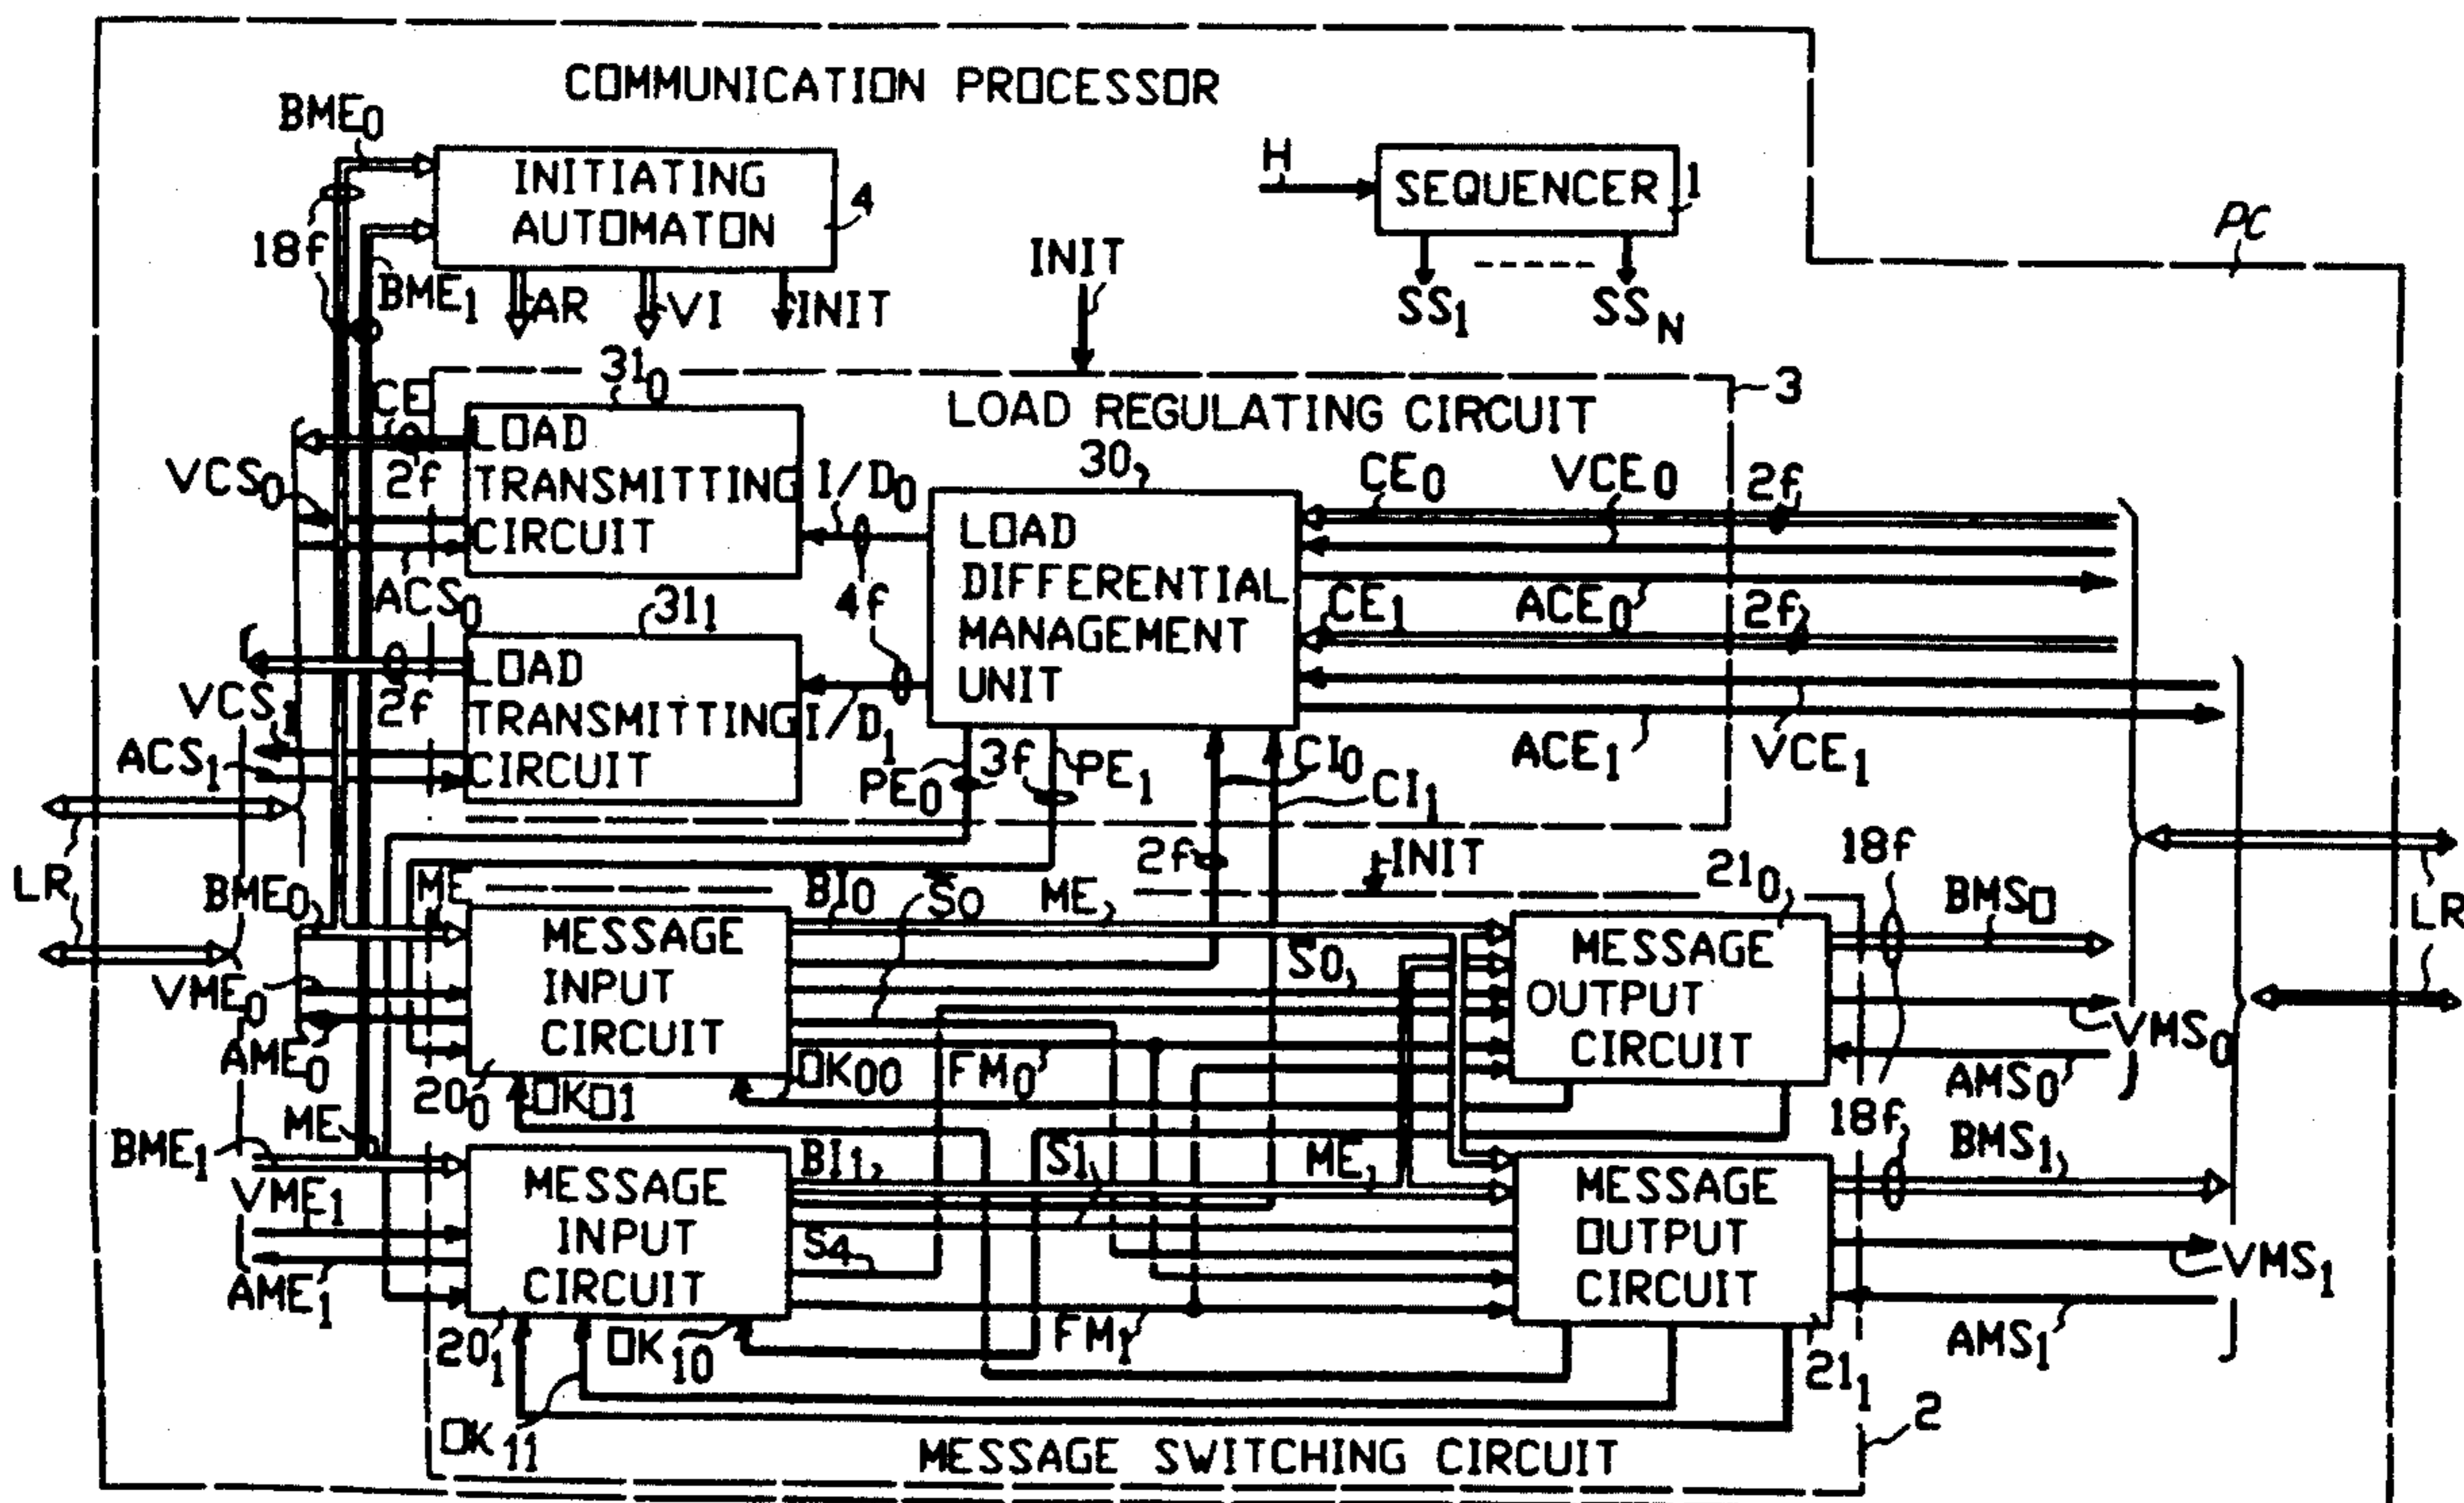 COMMUNICATION PROCESSOR
BME0
INITIATING
AUTOMATON
4
H
SEQUENCER
1
PC
18f
BME1
AR
VI
INIT
INIT
SS1
SSN
CE
310
3
LOAD REGULATING CIRCUIT
LOAD
TRANSMITTING
CIRCUIT
VCS0
2f
ACS0
I/D0
4f
30
LOAD
DIFFERENTIAL
MANAGEMENT
UNIT
CE0
VCE0
2f
ACE0
CE1
2f
ACE1
VCE1
311
LOAD
TRANSMITTING
CIRCUIT
VCS1
2f
ACS1
I/D1
PE0
3f
PE1
CI0
CI1
2f
INIT
LR
BME0
ME
VME0
AME0
MESSAGE
INPUT
CIRCUIT
200
OK01
OK00
BI0
S0
ME
S0
FM0
210
MESSAGE
OUTPUT
CIRCUIT
18f
BMS0
VMS0
AMS0
LR
ME
BME1
VME1
AME1
MESSAGE
INPUT
CIRCUIT
201
OK10
OK11
BI1
S1
ME
S4
FM1
MESSAGE
OUTPUT
CIRCUIT
211
18f
BMS1
VMS1
AMS1
2
MESSAGE SWITCHING CIRCUIT